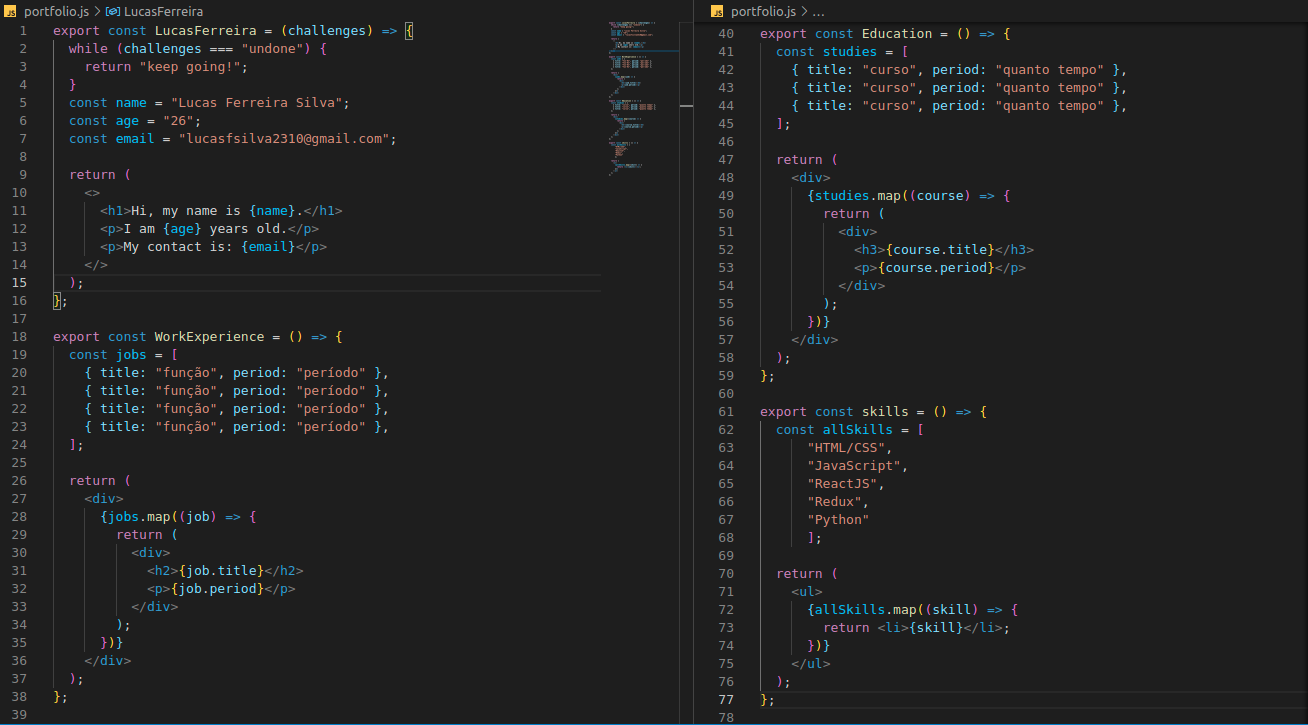 portfolio.js > LucasFerreira
1 export const LucasFerreira = (challenges) => {
2   while (challenges === "undone") {
3     return "keep going!";
4   }
5   const name = "Lucas Ferreira Silva";
6   const age = "26";
7   const email = "lucasfsilva2310@gmail.com";
8
9   return (
10     <>
11       <h1>Hi, my name is {name}.</h1>
12       <p>I am {age} years old.</p>
13       <p>My contact is: {email}</p>
14     </>
15   );
16 };
17
18 export const WorkExperience = () => {
19   const jobs = [
20     { title: "função", period: "período" },
21     { title: "função", period: "período" },
22     { title: "função", period: "período" },
23     { title: "função", period: "período" },
24   ];
25
26   return (
27     <div>
28       {jobs.map((job) => {
29         return (
30           <div>
31             <h2>{job.title}</h2>
32             <p>{job.period}</p>
33           </div>
34         );
35       })}
36     </div>
37   );
38 };
39
portfolio.js > ...
40 export const Education = () => {
41   const studies = [
42     { title: "curso", period: "quanto tempo" },
43     { title: "curso", period: "quanto tempo" },
44     { title: "curso", period: "quanto tempo" },
45   ];
46
47   return (
48     <div>
49       {studies.map((course) => {
50         return (
51           <div>
52             <h3>{course.title}</h3>
53             <p>{course.period}</p>
54           </div>
55         );
56       })}
57     </div>
58   );
59 };
60
61 export const skills = () => {
62   const allSkills = [
63       "HTML/CSS",
64       "JavaScript",
65       "ReactJS",
66       "Redux",
67       "Python"
68       ];
69
70   return (
71     <ul>
72       {allSkills.map((skill) => {
73         return <li>{skill}</li>;
74       })}
75     </ul>
76   );
77 };
78